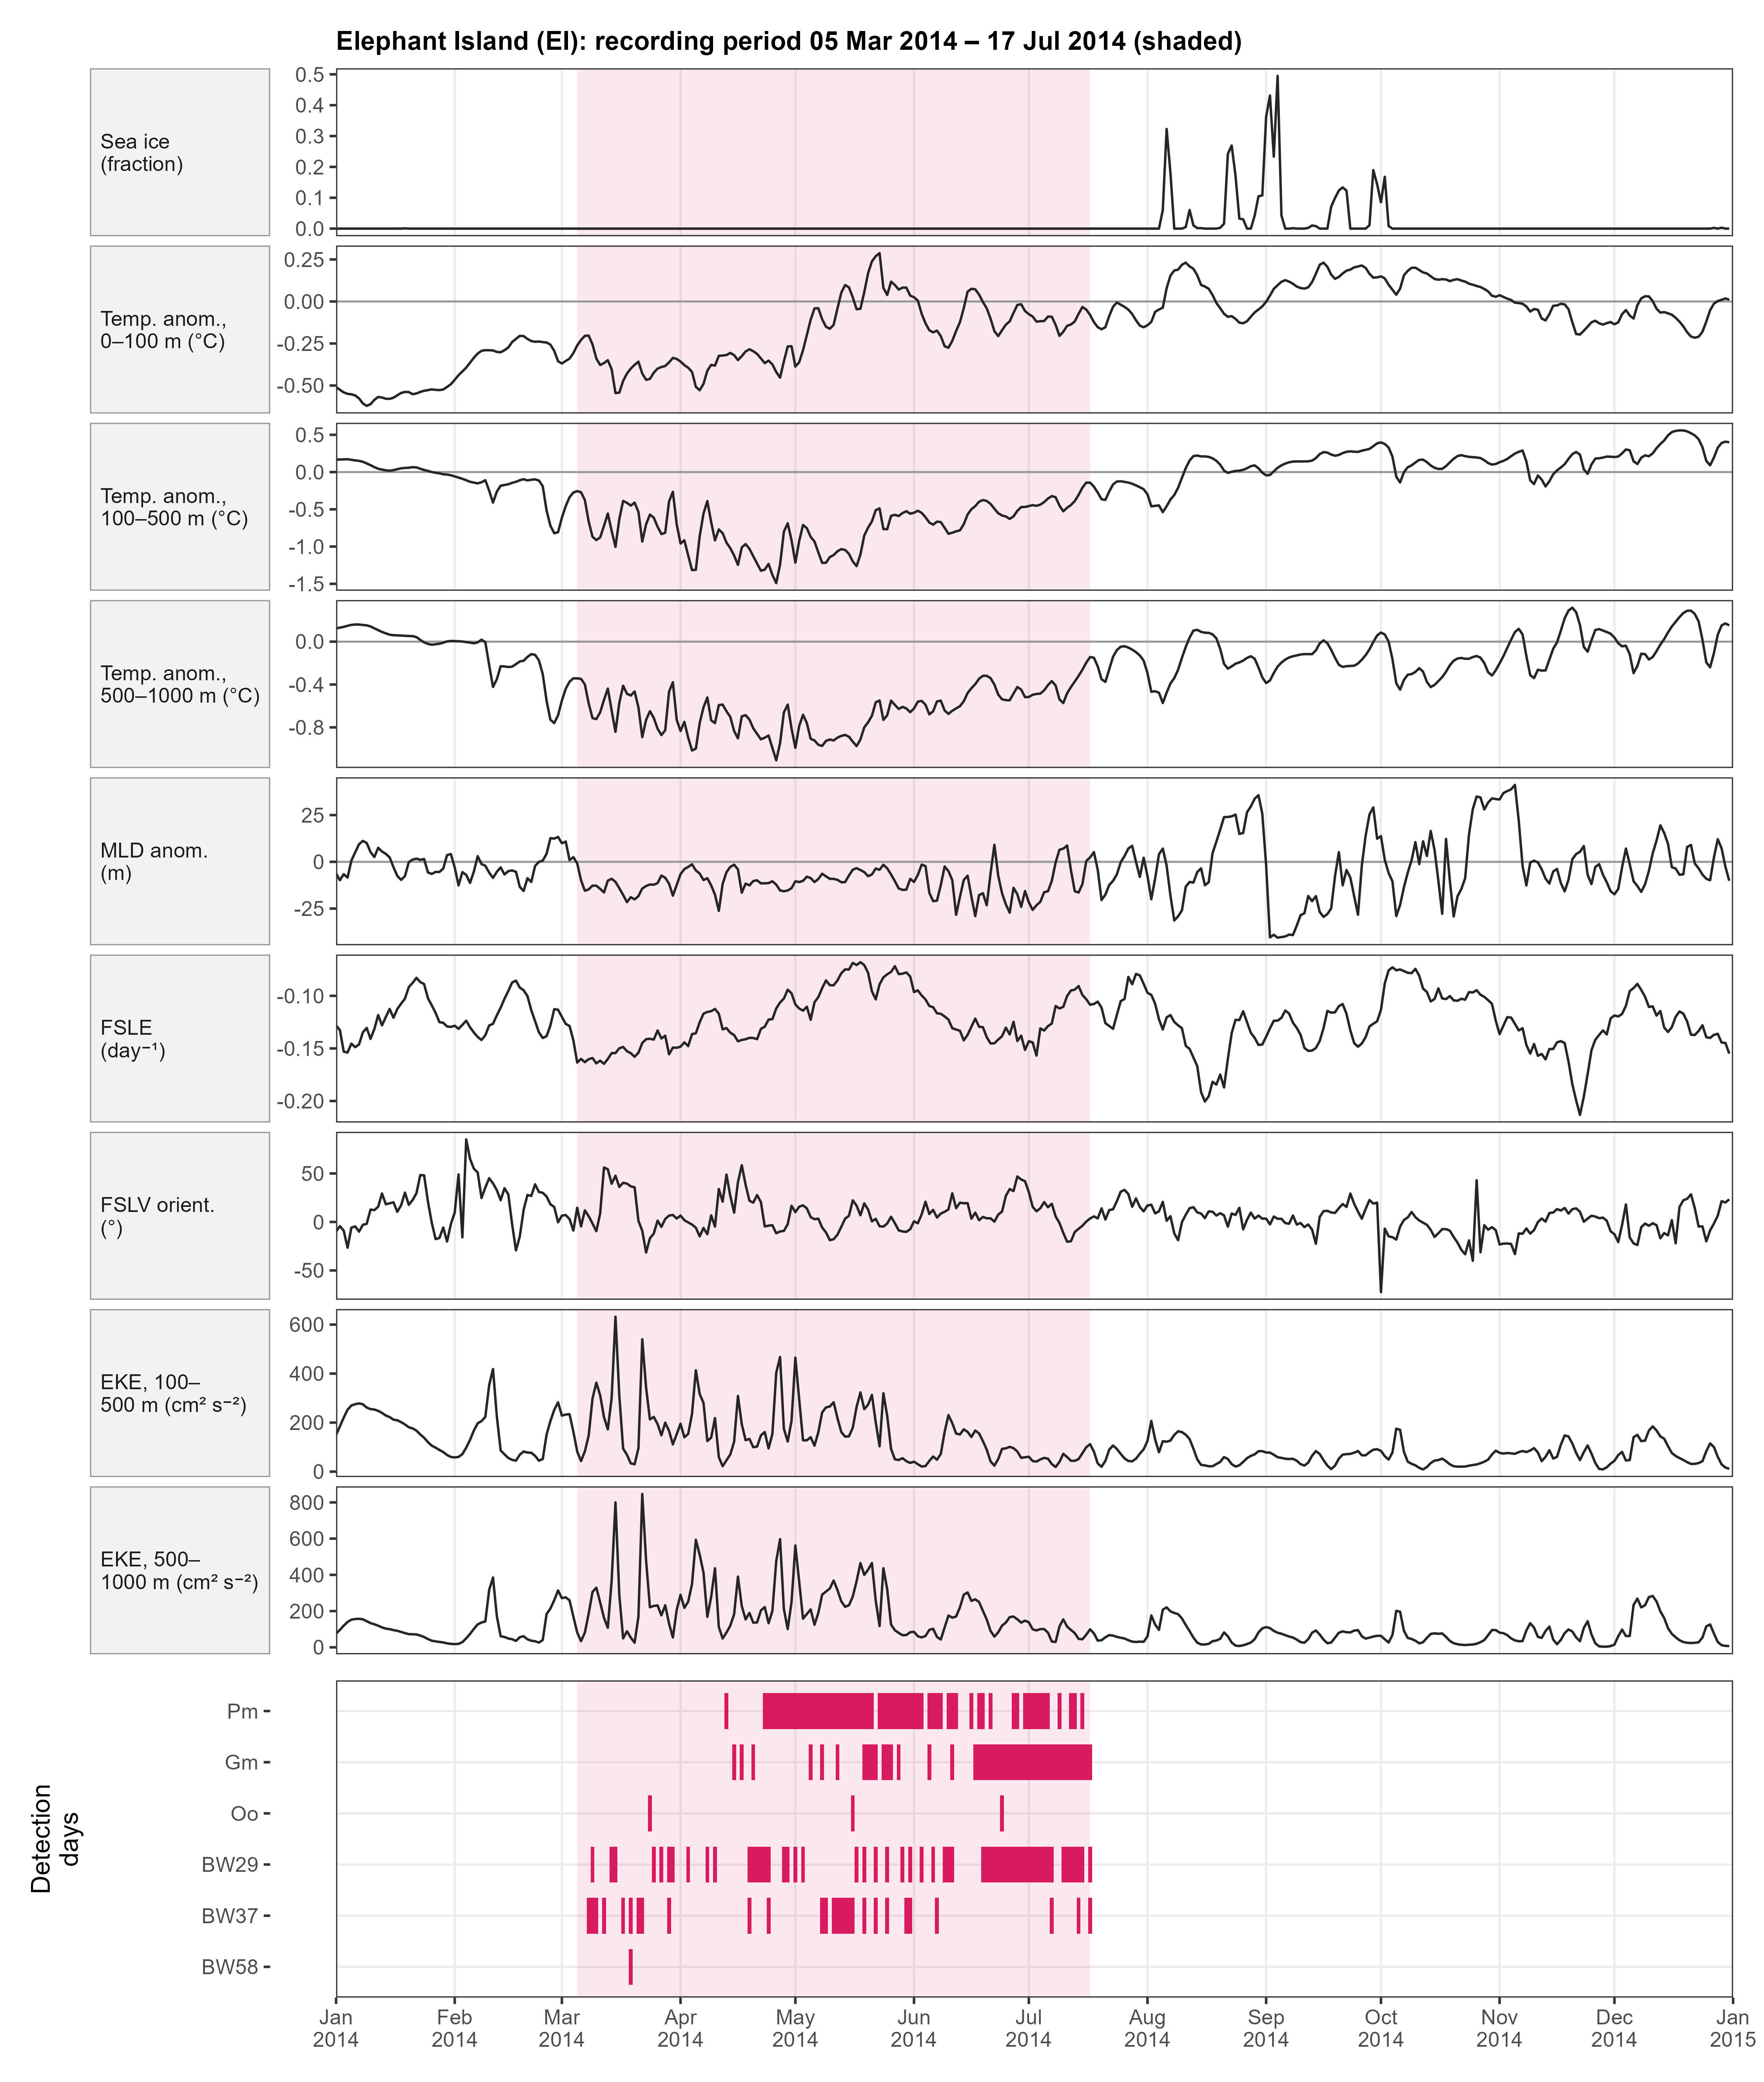 Elephant Island (EI): recording period 05 Mar 2014 – 17 Jul 2014 (shaded)
Sea ice
(fraction)
0.5
0.4
0.3
0.2
0.1
0.0
Temp. anom.,
0–100 m (°C)
0.25
0.00
-0.25
-0.50
Temp. anom.,
100–500 m (°C)
0.5
0.0
-0.5
-1.0
-1.5
Temp. anom.,
500–1000 m (°C)
0.0
-0.4
-0.8
MLD anom.
(m)
25
0
-25
FSLE
(day⁻¹)
-0.10
-0.15
-0.20
FSLV orient.
(°)
50
0
-50
EKE, 100–
500 m (cm² s⁻²)
600
400
200
0
EKE, 500–
1000 m (cm² s⁻²)
800
600
400
200
0
Detection
days
Pm
Gm
Oo
BW29
BW37
BW58
Jan Feb Mar Apr May Jun Jul Aug Sep Oct Nov Dec Jan
2014 2014 2014 2014 2014 2014 2014 2014 2014 2014 2014 2014 2015